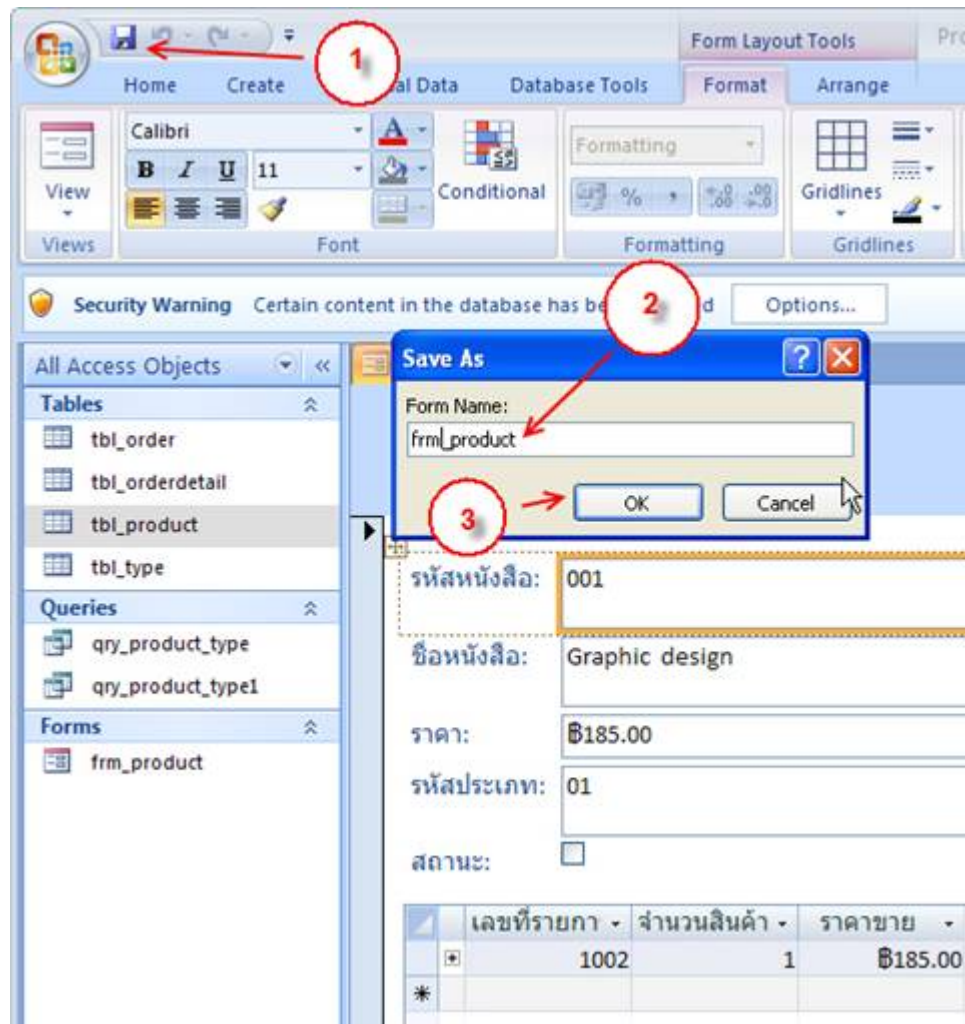 1
Form Layout Tools
Home Create al Data Database Tools Format Arrange
Calibri
B I U 11
A
View
Conditional
Formatting
% , .0 .00 .00 .0
Gridlines
Views Font Formatting Gridlines
Security Warning Certain content in the database has be d Options...
2
All Access Objects
Save As
Form Name:
frm_product
OK Cancel
3
Tables
tbl_order
tbl_orderdetail
tbl_product
tbl_type
Queries
qry_product_type
qry_product_type1
Forms
frm_product
รหัสหนังสือ: 001
ชื่อหนังสือ: Graphic design
ราคา: ฿185.00
รหัสประเภท: 01
สถานะ:
เลขที่รายกา จำนวนสินค้า ราคาขาย
1002 1 ฿185.00